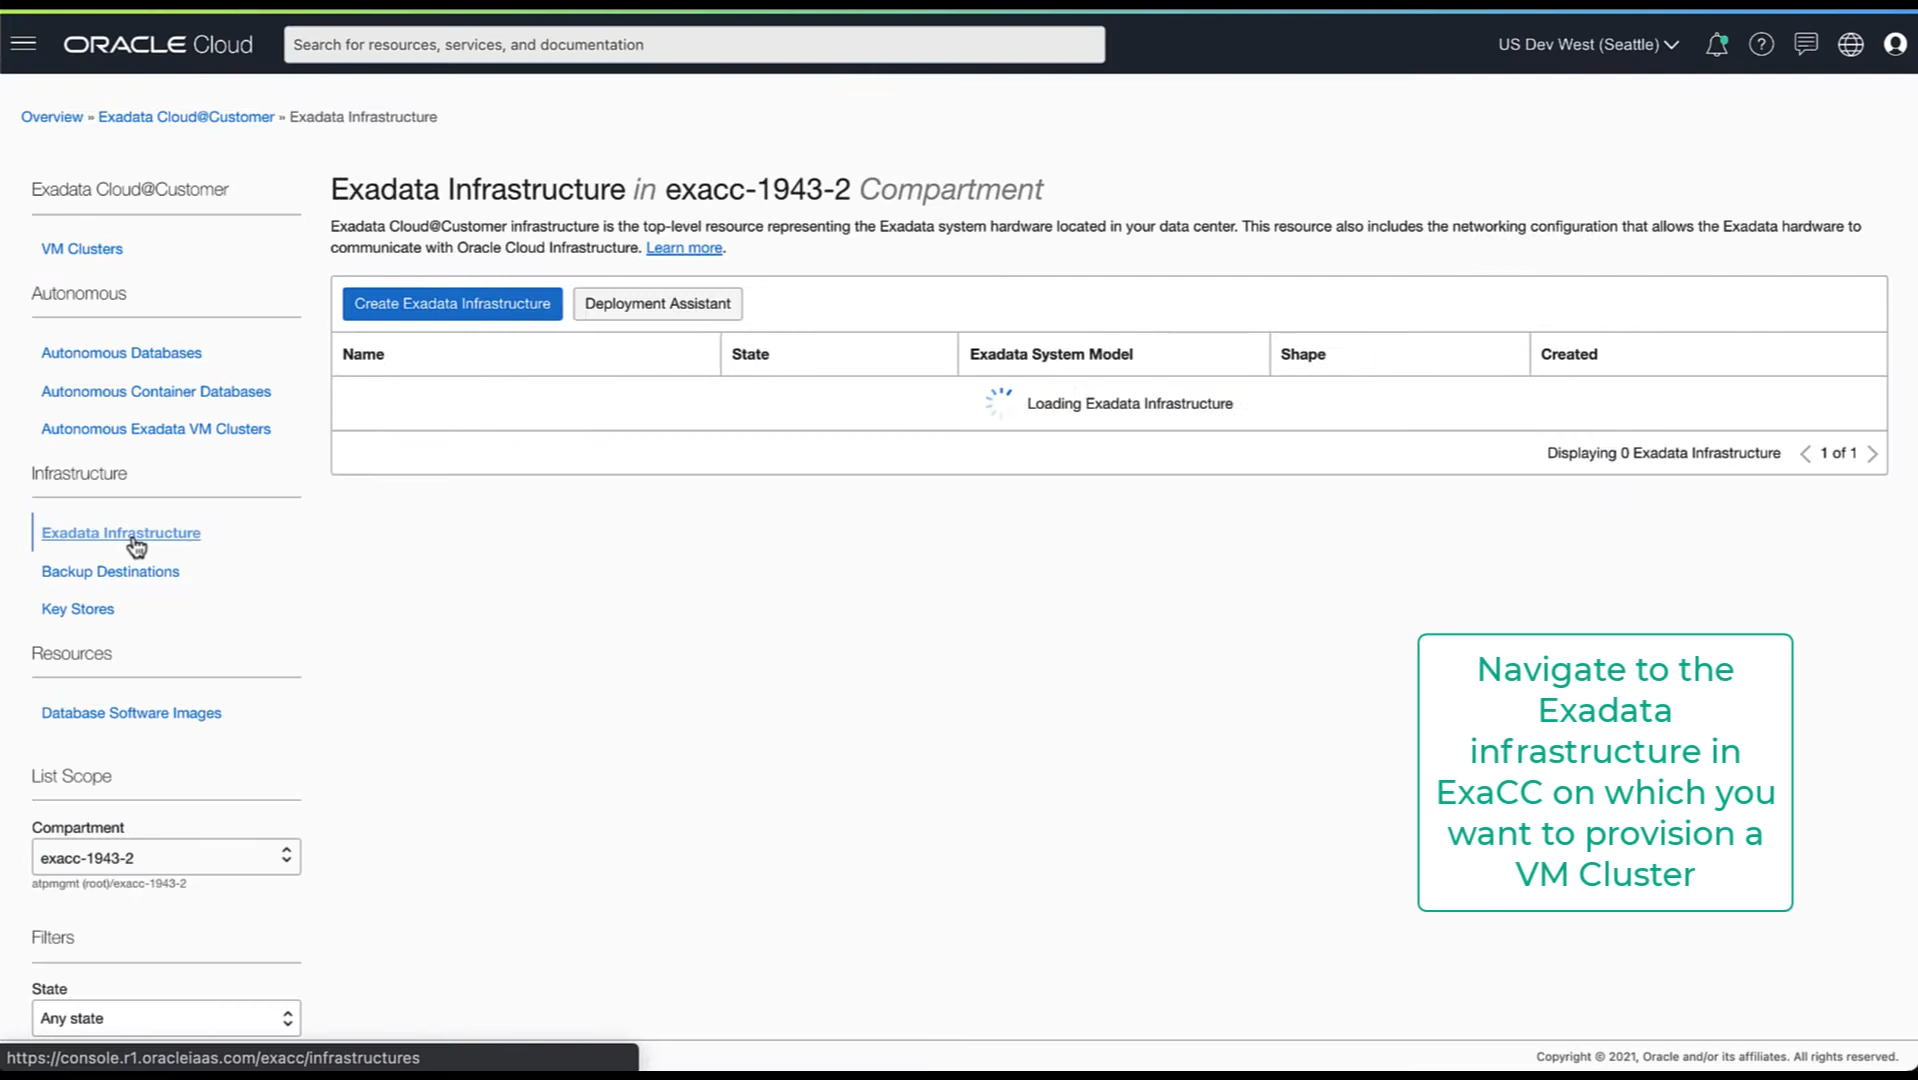 ORACLE Cloud
Search for resources, services, and documentation
US Dev West (Seattle)
Overview » Exadata Cloud@Customer » Exadata Infrastructure
Exadata Cloud@Customer
VM Clusters
Autonomous
Autonomous Databases
Autonomous Container Databases
Autonomous Exadata VM Clusters
Infrastructure
Exadata Infrastructure
Backup Destinations
Key Stores
Resources
Database Software Images
List Scope
Compartment
exacc-1943-2
atpmgmt (root)/exacc-1943-2
Filters
State
Any state
Exadata Infrastructure in exacc-1943-2 Compartment
Exadata Cloud@Customer infrastructure is the top-level resource representing the Exadata system hardware located in your data center. This resource also includes the networking configuration that allows the Exadata hardware to
communicate with Oracle Cloud Infrastructure. Learn more.
Create Exadata Infrastructure
Deployment Assistant
Name State Exadata System Model Shape Created
Loading Exadata Infrastructure
Displaying 0 Exadata Infrastructure < 1 of 1 >
Navigate to the
Exadata
infrastructure in
ExaCC on which you
want to provision a
VM Cluster
https://console.r1.oracleiaas.com/exacc/infrastructures
Copyright © 2021, Oracle and/or its affiliates. All rights reserved.